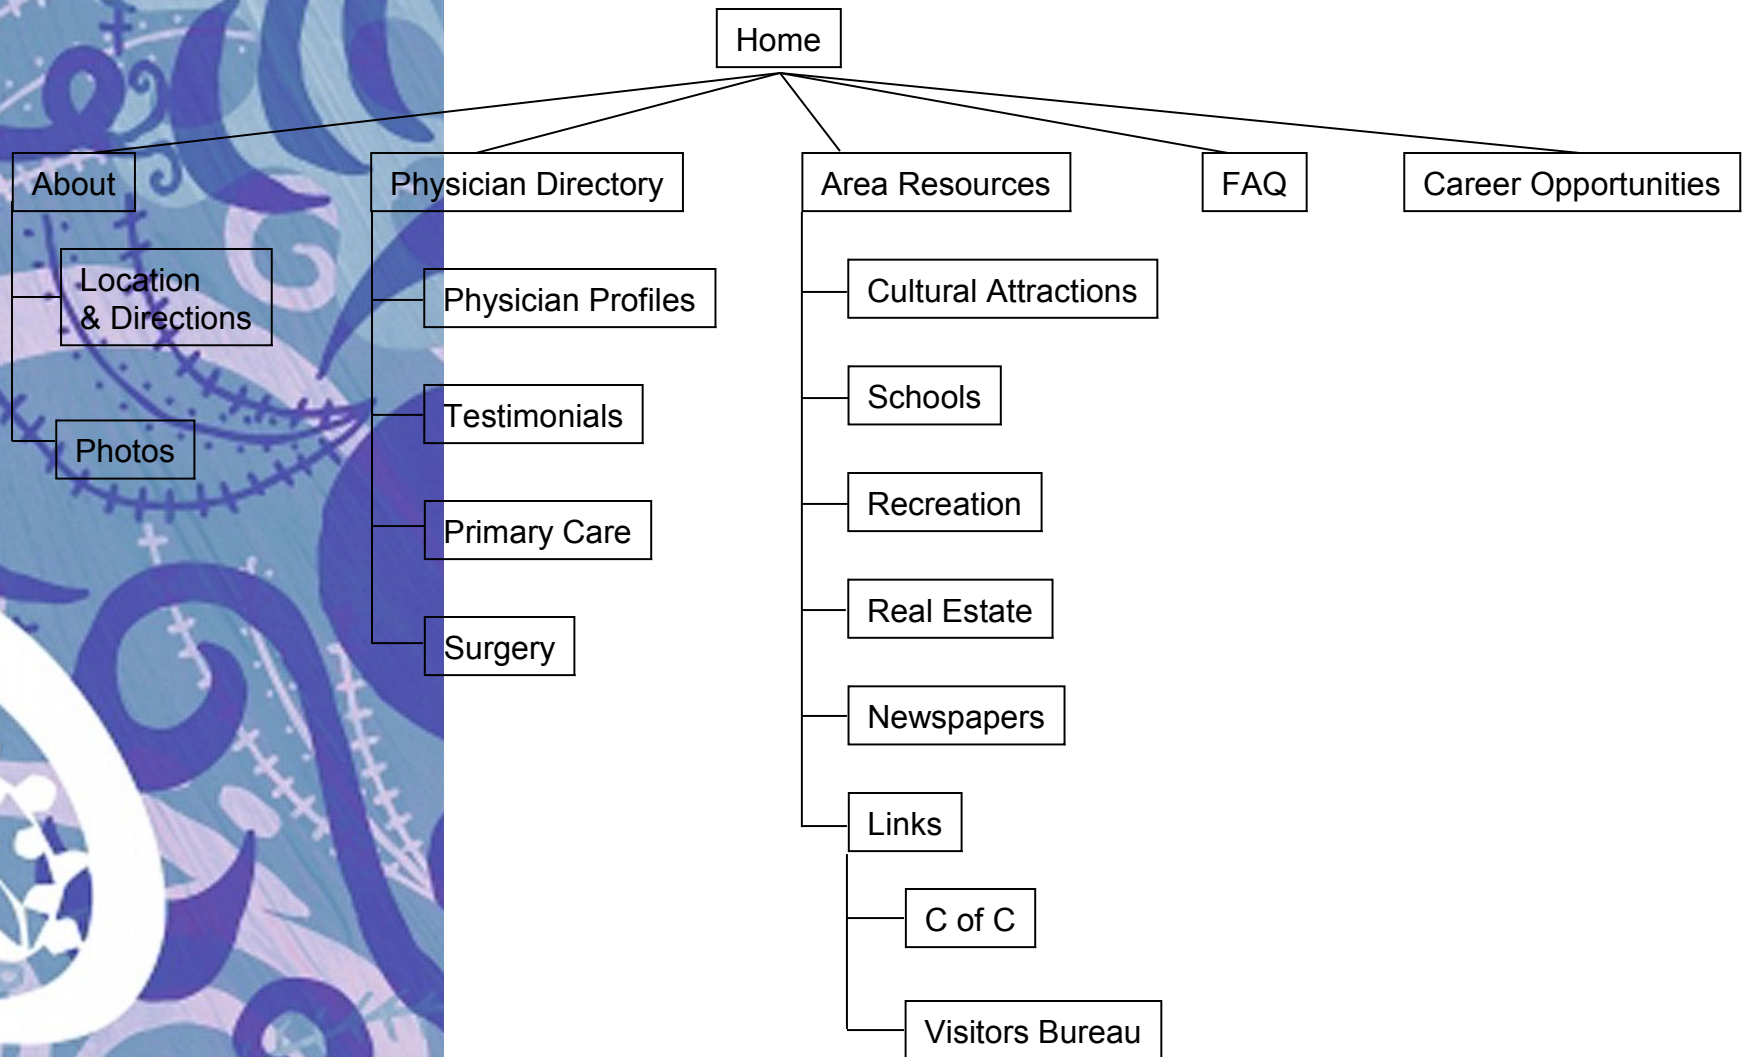 Home
About
Physician Directory
Area Resources
FAQ
Career Opportunities
Location
& Directions
Photos
Physician Profiles
Testimonials
Primary Care
Surgery
Cultural Attractions
Schools
Recreation
Real Estate
Newspapers
Links
C of C
Visitors Bureau